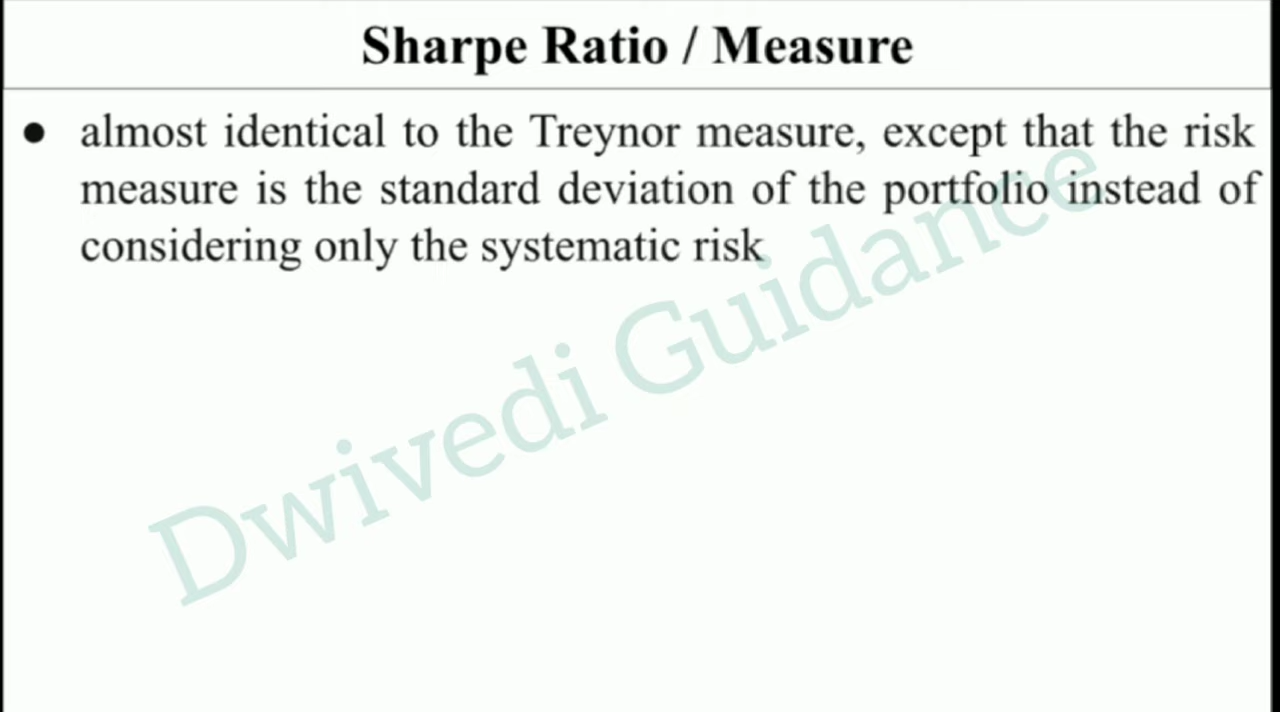 Sharpe Ratio / Measure
● almost identical to the Treynor measure, except that the risk
measure is the standard deviation of the portfolio instead of
considering only the systematic risk
Dwivedi Guidance